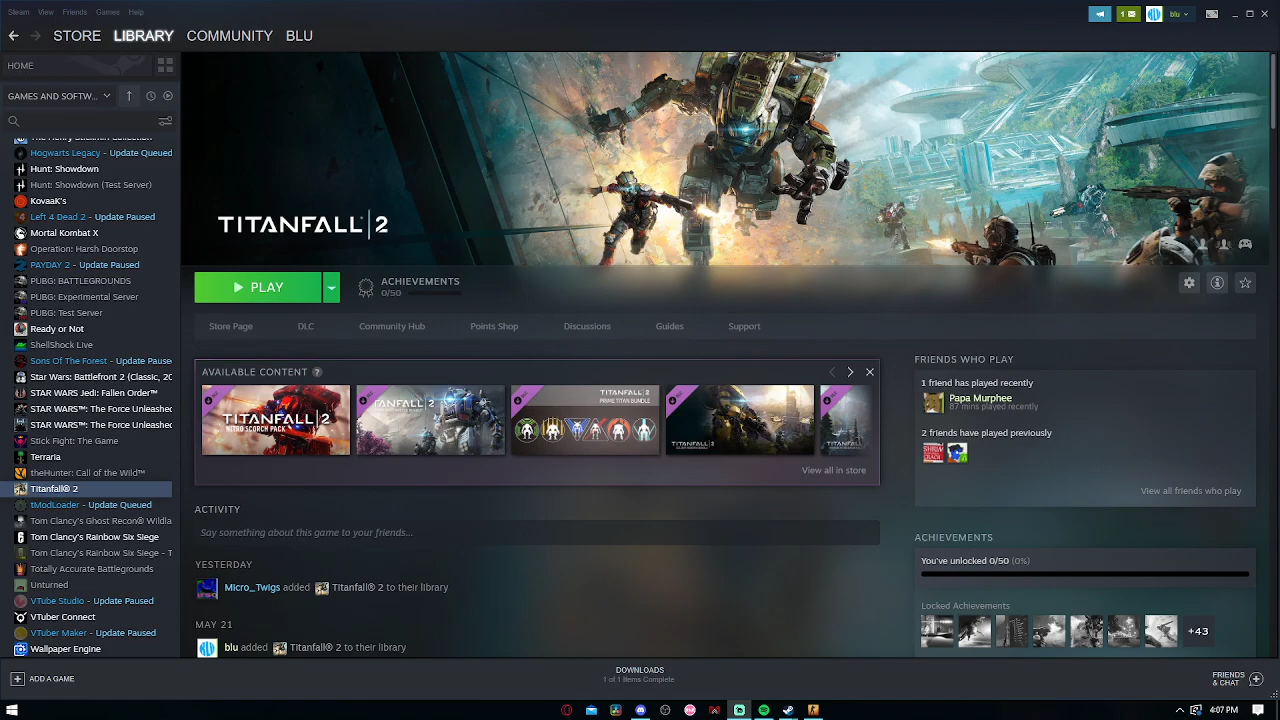 Steam View Friends Games Help
1
blu
STORE LIBRARY COMMUNITY BLU
HOME
GAMES AND SOFTW...
Hogwarts Legacy - Update Queued
Hunt: Showdown
Hunt: Showdown (Test Server)
KovaaK's
Left 4 Dead 2 - Update Paused
Mortal Kombat X
Operation: Harsh Doorstop
PAYDAY 2 - Update Paused
PUBG: BATTLEGROUNDS
PUBG: Experimental Server
PUBG: Test Server
Ready or Not
ShellShock Live
Sons Of The Forest - Update Paus
Star Wars: Battlefront 2 (Classic, 20
STAR WARS Jedi: Fallen Order™
STAR WARS™: The Force Unleashe
STAR WARS™: The Force Unleashe
Stick Fight: The Game
Terraria
theHunter: Call of the Wild™
Titanfall® 2
tModLoader - Update Queued
Tom Clancy's Ghost Recon® Wildla
Tom Clancy's Rainbow Six Siege
Tom Clancy's Rainbow Six Siege - T
Totally Accurate Battlegrounds
Unturned
VTube Studio - Update Paused
VTuber Connect
VTuber Maker - Update Paused
Wallpaper Engine
TITANFALL® 2
PLAY
ACHIEVEMENTS
0/50
Store Page DLC Community Hub Points Shop Discussions Guides Support
AVAILABLE CONTENT ?
TITANFALL 2
NITRO SCORCH PACK
TITANFALL 2
TITANFALL 2
PRIME TITAN BUNDLE
TITANFALL 2
View all in store
ACTIVITY
Say something about this game to your friends...
YESTERDAY
Micro_Twigs added Titanfall® 2 to their library
MAY 21
blu added Titanfall® 2 to their library
FRIENDS WHO PLAY
1 friend has played recently
Papa Murphee
87 mins played recently
2 friends have played previously
View all friends who play
ACHIEVEMENTS
You've unlocked 0/50 (0%)
Locked Achievements
+43
ADD A GAME
DOWNLOADS
1 of 1 Items Complete
FRIENDS
& CHAT
4:07 PM